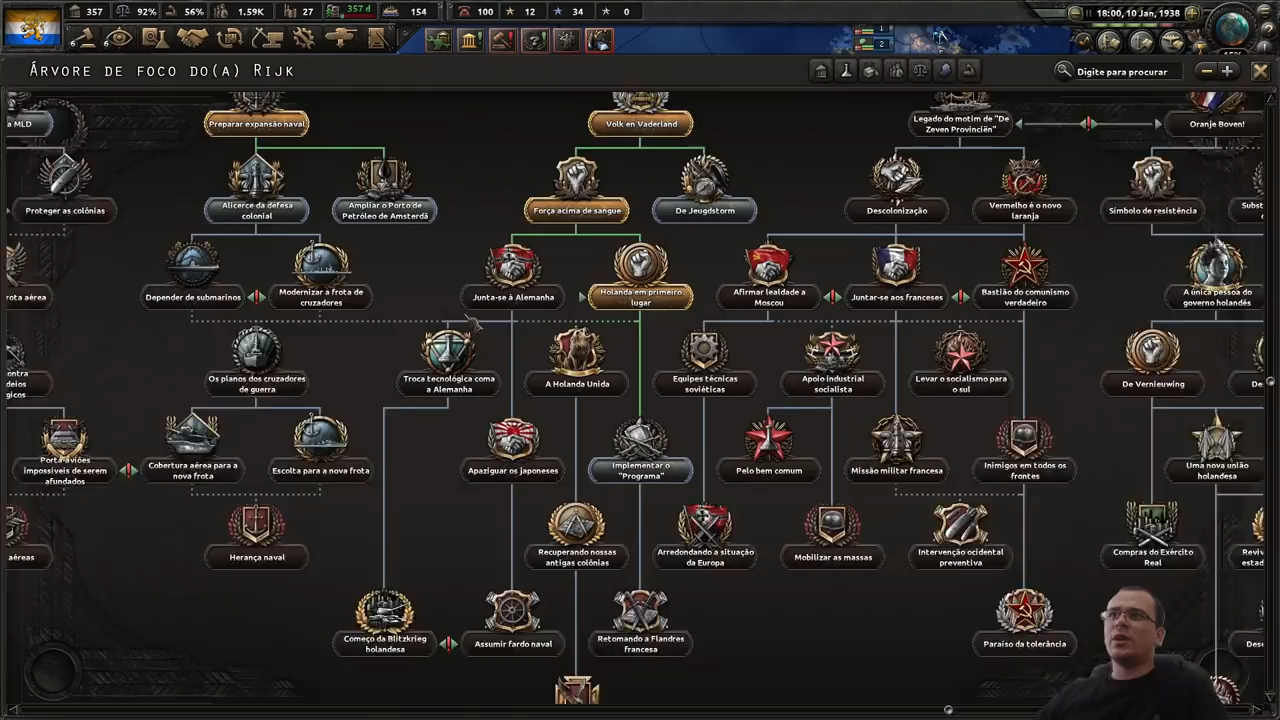 357 92% 56% 1.59K 27 357 d 154 100 12 34 0 18:00, 10 Jan, 1938
1
2
Árvore de foco do(a) Rijk
Digite para procurar
a MLD
Preparar expansão naval
Volk en Vaderland
Legado do motim de "De
Zeven Provinciën"
Oranje Boven!
Proteger as colônias
Alicerce da defesa
colonial
Ampliar o Porto de
Petróleo de Amsterdã
Força acima de sangue
De Jeugdstorm
Descolonização
Vermelho é o novo
laranja
Símbolo de resistência
Subst
rota aérea
Depender de submarinos
Modernizar a frota de
cruzadores
Junta-se à Alemanha
Holanda em primeiro
lugar
Afirmar lealdade a
Moscou
Juntar-se aos franceses
Bastião do comunismo
verdadeiro
A única pessoa do
governo holandês
ontra
deios
gicos
Os planos dos cruzadores
de guerra
Troca tecnológica com a
Alemanha
A Holanda Unida
Equipes técnicas
soviéticas
Apoio industrial
socialista
Levar o socialismo para o
sul
De Vernieuwing
Porta-aviões
impossíveis de serem
afundados
Cobertura aérea para a
nova frota
Escolta para a nova frota
Apaziguar os japoneses
Implementar o
"Programa"
Pelo bem comum
Missão militar francesa
Inimigos em todos os
frontes
Uma nova união
holandesa
aéreas
Herança naval
Recuperando nossas
antigas colônias
Arredondando a situação
da Europa
Mobilizar as massas
Intervenção ocidental
preventiva
Compras do Exército
Real
Reviv
estad
Começo da Blitzkrieg
holandesa
Assumir fardo naval
Retomando a Flandres
francesa
Paraíso da tolerância